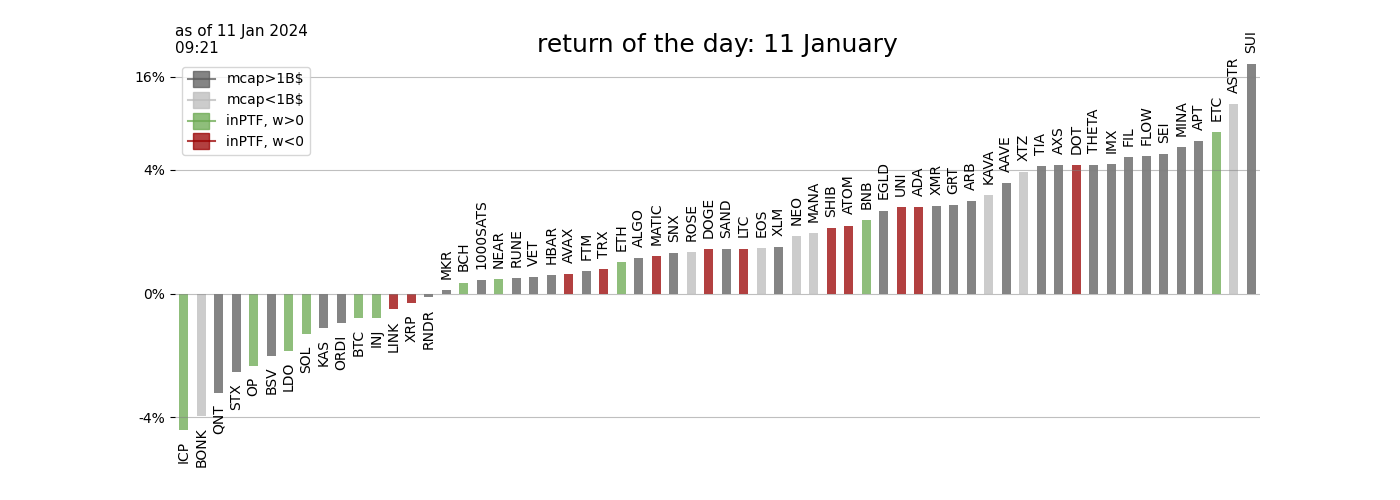 as of 11 Jan 2024
09:21
return of the day: 11 January
mcap>1B$
mcap<1B$
inPTF, w>0
inPTF, w<0
16%
4%
0%
-4%
ICP
BONK
QNT
STX
OP
BSV
LDO
SOL
KAS
ORDI
BTC
INJ
LINK
XRP
RNDR
MKR
BCH
1000SATS
NEAR
RUNE
VET
HBAR
AVAX
FTM
TRX
ETH
ALGO
MATIC
SNX
ROSE
DOGE
SAND
LTC
EOS
XLM
NEO
MANA
SHIB
ATOM
BNB
EGLD
UNI
ADA
XMR
GRT
ARB
KAVA
AAVE
XTZ
TIA
AXS
DOT
THETA
IMX
FIL
FLOW
SEI
MINA
APT
ETC
ASTR
SUI